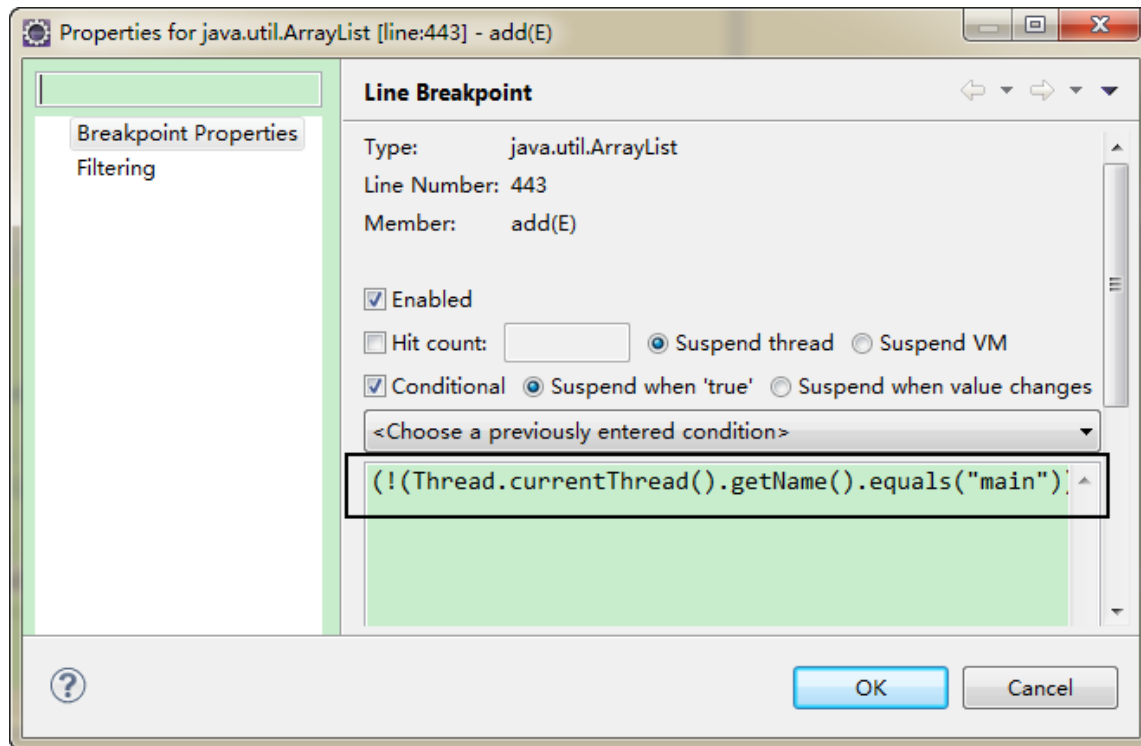 Properties for java.util.ArrayList [line:443] - add(E)
Breakpoint Properties
Filtering
Line Breakpoint
Type: java.util.ArrayList
Line Number: 443
Member: add(E)
Enabled
Hit count: Suspend thread Suspend VM
Conditional Suspend when 'true' Suspend when value changes
<Choose a previously entered condition>
(!(Thread.currentThread().getName().equals("main"))
OK Cancel